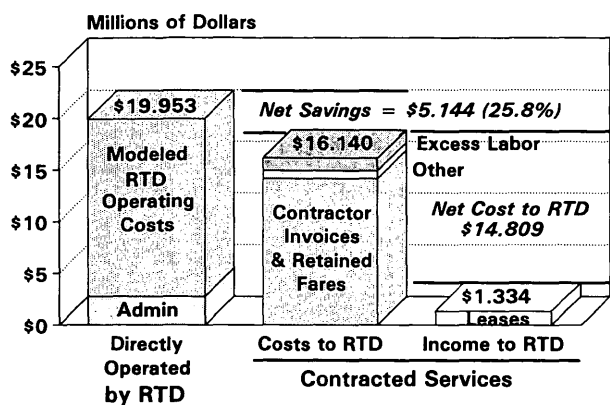 Millions of Dollars
$25
$20
$15
$10
$5
$0
$19.953
Modeled
RTD
Operating
Costs
Admin
Net Savings = $5.144 (25.8%)
$16.140
Excess Labor
Other
Contractor
Invoices
& Retained
Fares
Net Cost to RTD
$14.809
$1.334
Leases
Directly
Operated
by RTD
Costs to RTD
Income to RTD
Contracted Services